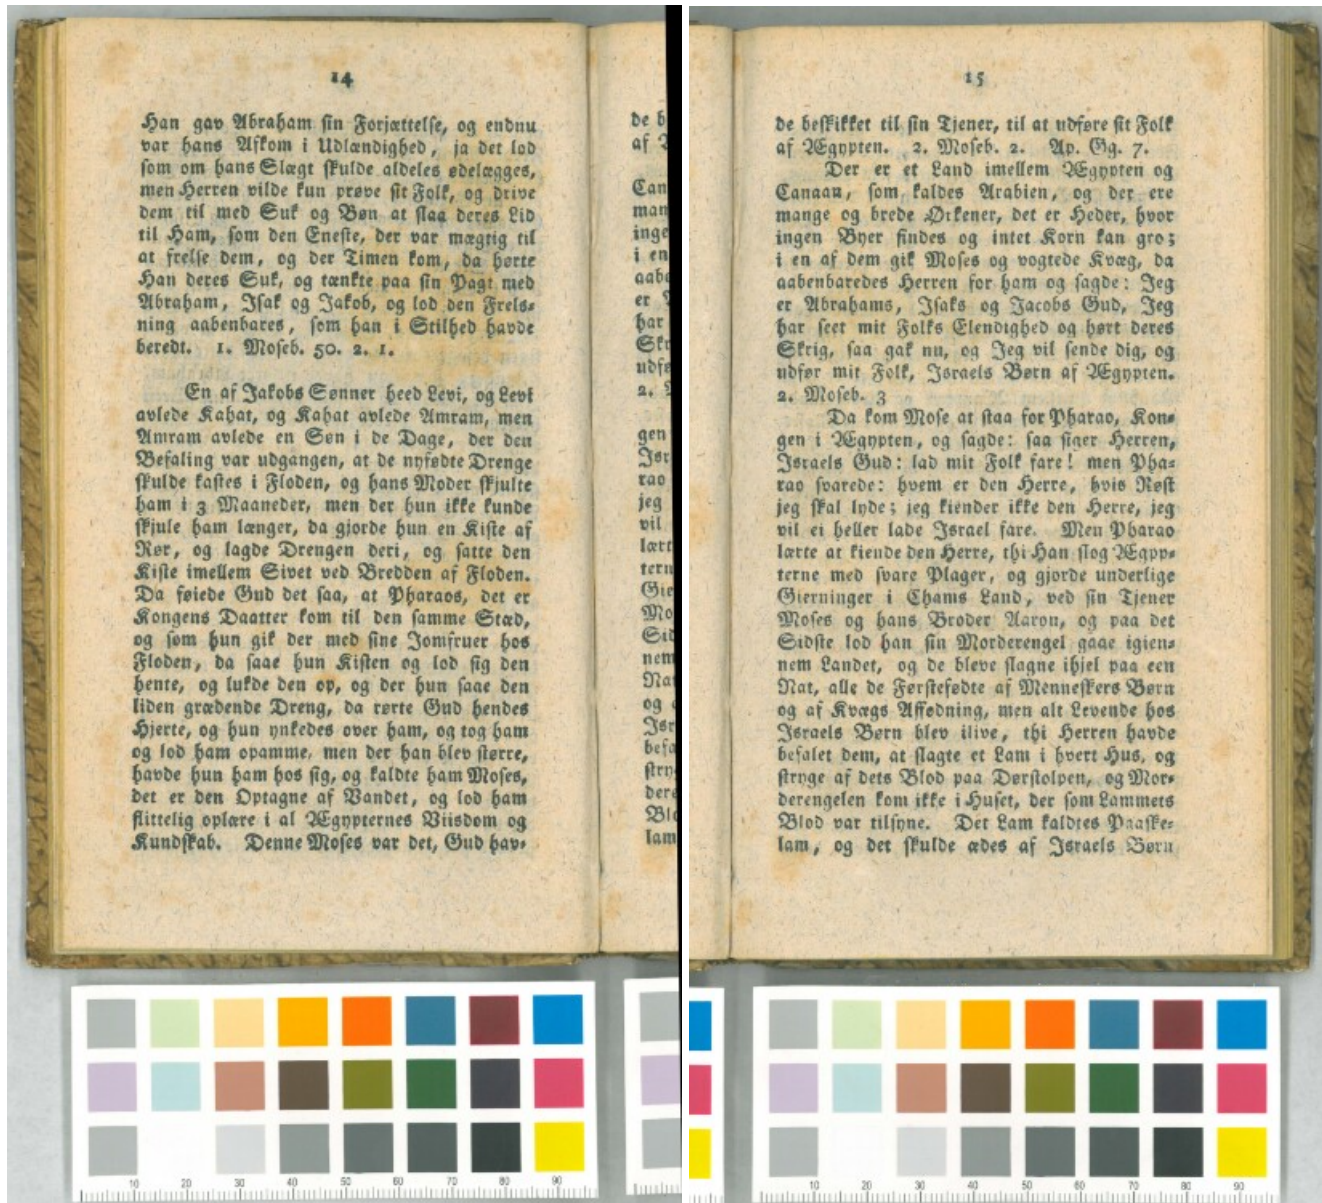 14
Han gav Abraham sin Forjættelse, og endnu
var hans Afkom i Udlændighed, ja det lod
som om hans Slægt skulde aldeles ødelægges,
men Herren vilde kun prøve sit Folk, og drive
dem til med Suk og Bøn at slaa deres Lid
til Ham, som den Eneste, der var mægtig til
at frelse dem, og der Timen kom, da hørte
Han deres Suk, og tænkte paa sin Pagt med
Abraham, Isak og Jakob, og lod den Frels-
ning aabenbares, som han i Stilhed havde
beredt. 1. Moseb. 50. 2. 1.
En af Jakobs Sønner heed Levi, og Levi
avlede Kahat, og Kahat avlede Amram, men
Amram avlede en Søn i de Dage, der den
Befaling var udgangen, at de nyfødte Drenge
skulde kastes i Floden, og hans Moder skjulte
ham i 3 Maaneder, men der hun ikke kunde
skjule ham længer, da gjorde hun en Kiste af
Rør, og lagde Drengen deri, og satte den
Kiste imellem Sivet ved Bredden af Floden.
Da føiede Gud det saa, at Pharaos, det er
Kongens Daatter kom til den samme Stæd,
og som hun gik der med sine Jomfruer hos
Floden, da saae hun Kisten og lod sig den
hente, og lukde den op, og der hun saae den
liden grædende Dreng, da rørte Gud hendes
Hjerte, og hun ynkedes over ham, og tog ham
og lod ham opamme, men der han blev større,
havde hun ham hos sig, og kaldte ham Moses,
det er den Optagne af Vandet, og lod ham
flittelig oplære i al Ægypternes Viisdom og
Kundskab. Denne Moses var det, Gud hav-
15
de beskikket til sin Tjener, til at udføre sit Folk
af Ægypten. 2. Moseb. 2. Ap. Gg. 7.
Der er et Land imellem Ægypten og
Canaan, som kaldes Arabien, og der ere
mange og brede Ørkener, det er Heder, hvor
ingen Byer findes og intet Korn kan gro;
i en af dem gik Moses og vogtede Kvæg, da
aabenbaredes Herren for ham og sagde: Jeg
er Abrahams, Isaks og Jacobs Gud, Jeg
har seet mit Folks Elendighed og hørt deres
Skrig, saa gak nu, og Jeg vil sende dig, og
udfør mit Folk, Israels Børn af Ægypten.
2. Moseb. 3
Da kom Mose at staa for Pharao, Kon-
gen i Ægypten, og sagde: saa siger Herren,
Israels Gud: lad mit Folk fare! men Pha-
rao svarede: hvem er den Herre, hvis Røst
jeg skal lyde; jeg kiender ikke den Herre, jeg
vil ei heller lade Israel fare. Men Pharao
lærte at kiende den Herre, thi Han slog Ægyp-
terne med svare Plager, og gjorde underlige
Gierninger i Chams Land, ved sin Tjener
Moses og hans Broder Aaron, og paa det
Sidste lod han sin Morderengel gaae igien-
nem Landet, og de bleve slagne ihjel paa een
Nat, alle de Førstefødte af Menneskers Børn
og af Kvægs Affødning, men alt Levende hos
Israels Børn blev ilive, thi Herren havde
befalet dem, at slagte et Lam i hvert Hus, og
stryge af dets Blod paa Dørstolpen, og Mor-
derengelen kom ikke i Huset, der som Lammets
Blod var tilsyne. Det Lam kaldtes Paaske-
lam, og det skulde ædes af Israels Børn